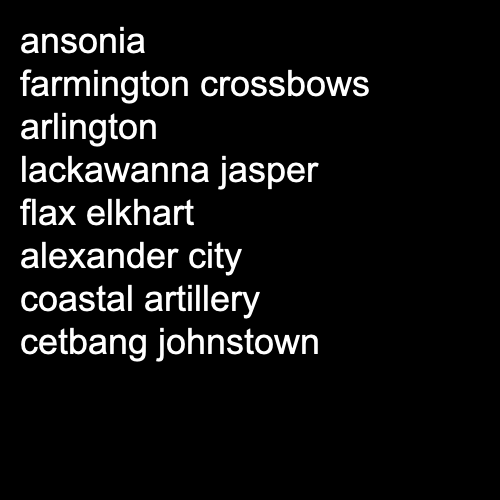 ansonia
farmington crossbows
arlington
lackawanna jasper
flax elkhart
alexander city
coastal artillery
cetbang johnstown